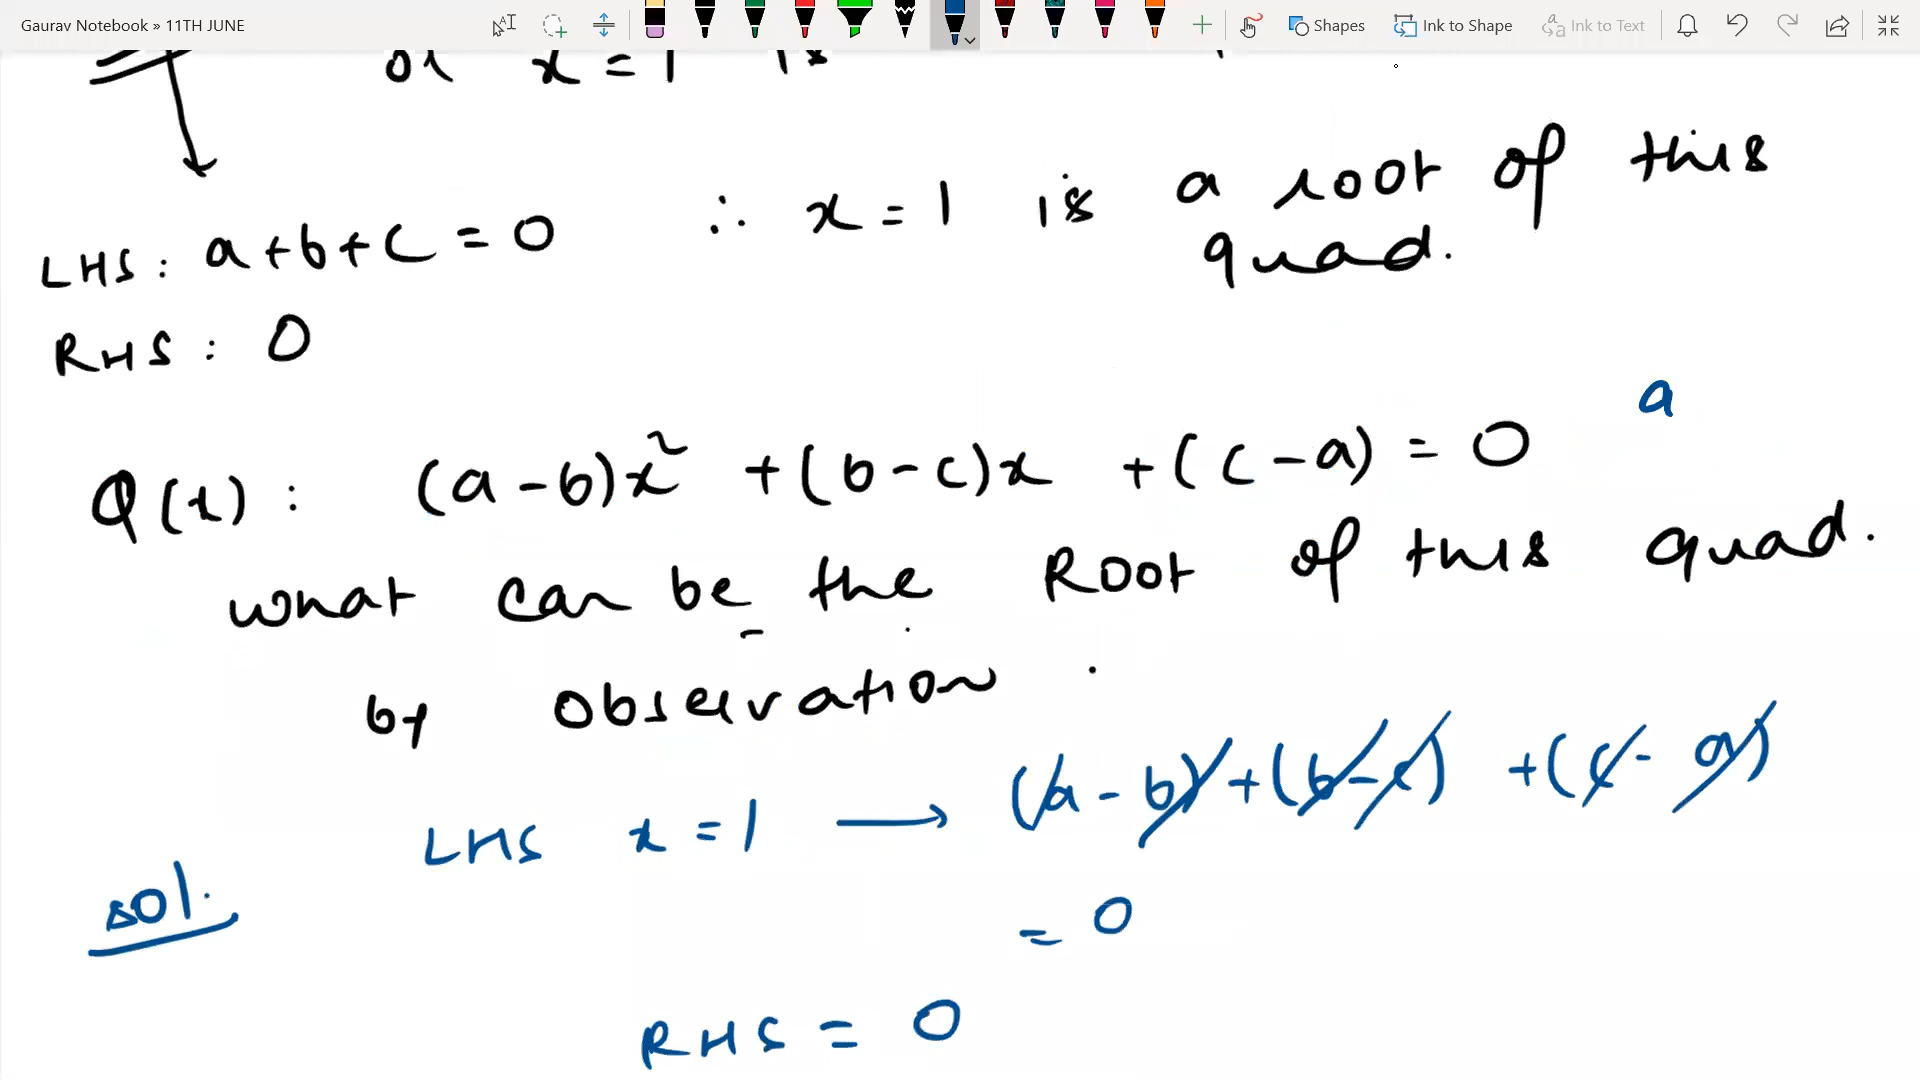 Gaurav Notebook » 11TH JUNE
Shapes Ink to Shape Ink to Text
or x = 1 is
∴ x = 1 is a root of this
quad.
LHS : a + b + c = 0
RHS : 0
a
Q(x) : (a - b)x² + (b - c)x + (c - a) = 0
what can be the Root of this quad.
by observation .
LHS x = 1 → (a - b) + (b - c) + (c - a)
sol.
= 0
RHS = 0